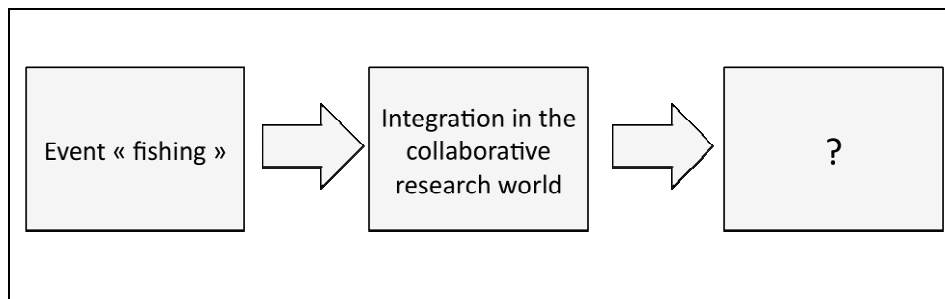 Event « fishing »
Integration in the
collaborative
research world
?